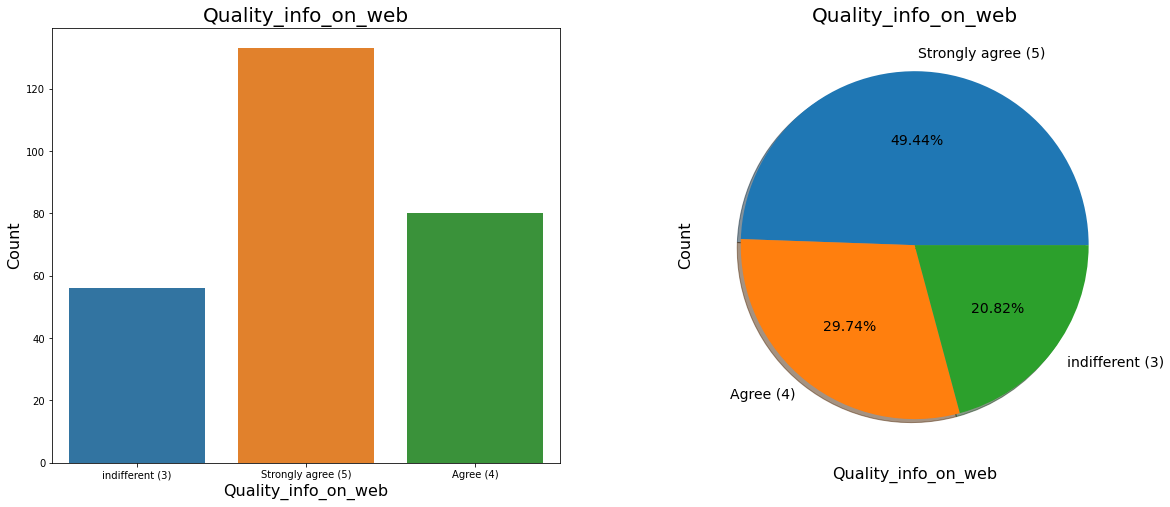 Quality_info_on_web
Count
120
100
80
60
40
20
0
indifferent (3) Strongly agree (5) Agree (4)
Quality_info_on_web
Quality_info_on_web
Strongly agree (5)
49.44%
Count
29.74%
20.82%
indifferent (3)
Agree (4)
Quality_info_on_web